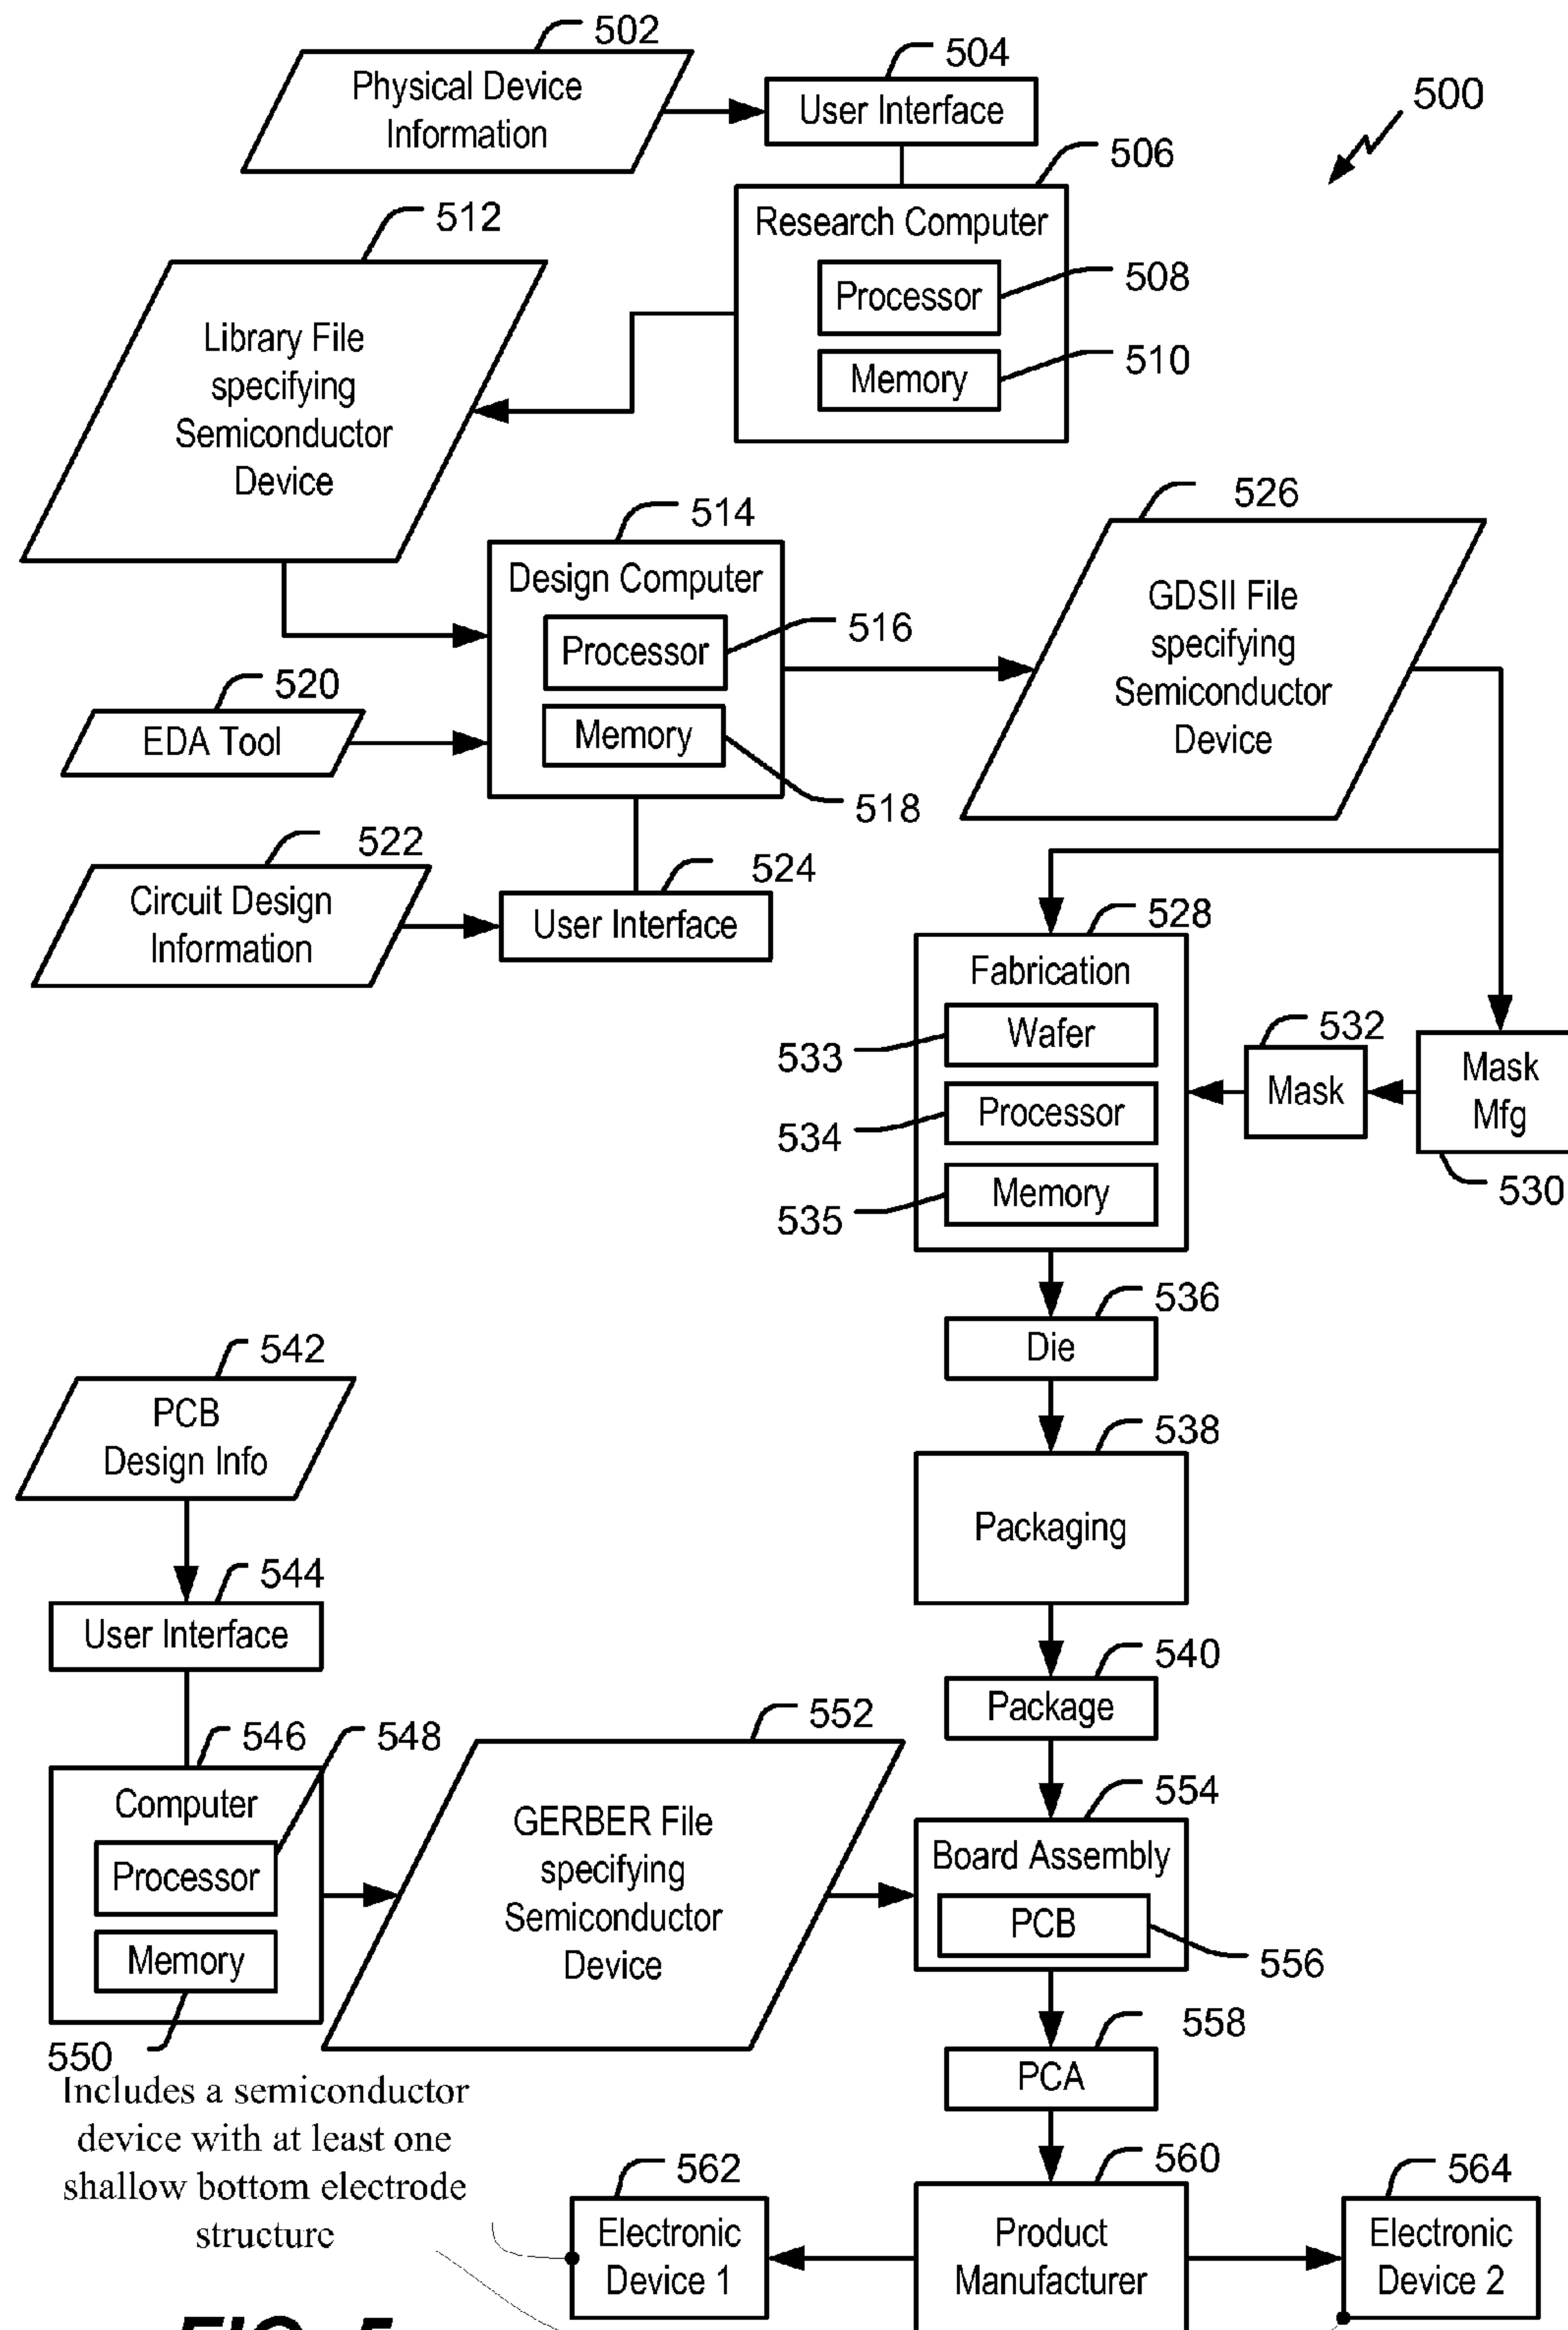 502
Physical Device
Information
504
User Interface
500
506
Research Computer
Processor
508
Memory
510
512
Library File
specifying
Semiconductor
Device
514
Design Computer
Processor
516
Memory
518
520
EDA Tool
522
Circuit Design
Information
524
User Interface
526
GDSII File
specifying
Semiconductor
Device
528
Fabrication
Wafer
533
Processor
534
Memory
535
532
Mask
Mask
Mfg
530
536
Die
538
Packaging
540
Package
542
PCB
Design Info
544
User Interface
546
548
Computer
Processor
Memory
550
552
GERBER File
specifying
Semiconductor
Device
554
Board Assembly
PCB
556
558
PCA
560
Product
Manufacturer
562
Electronic
Device 1
564
Electronic
Device 2
Includes a semiconductor
device with at least one
shallow bottom electrode
structure
FIG. 5